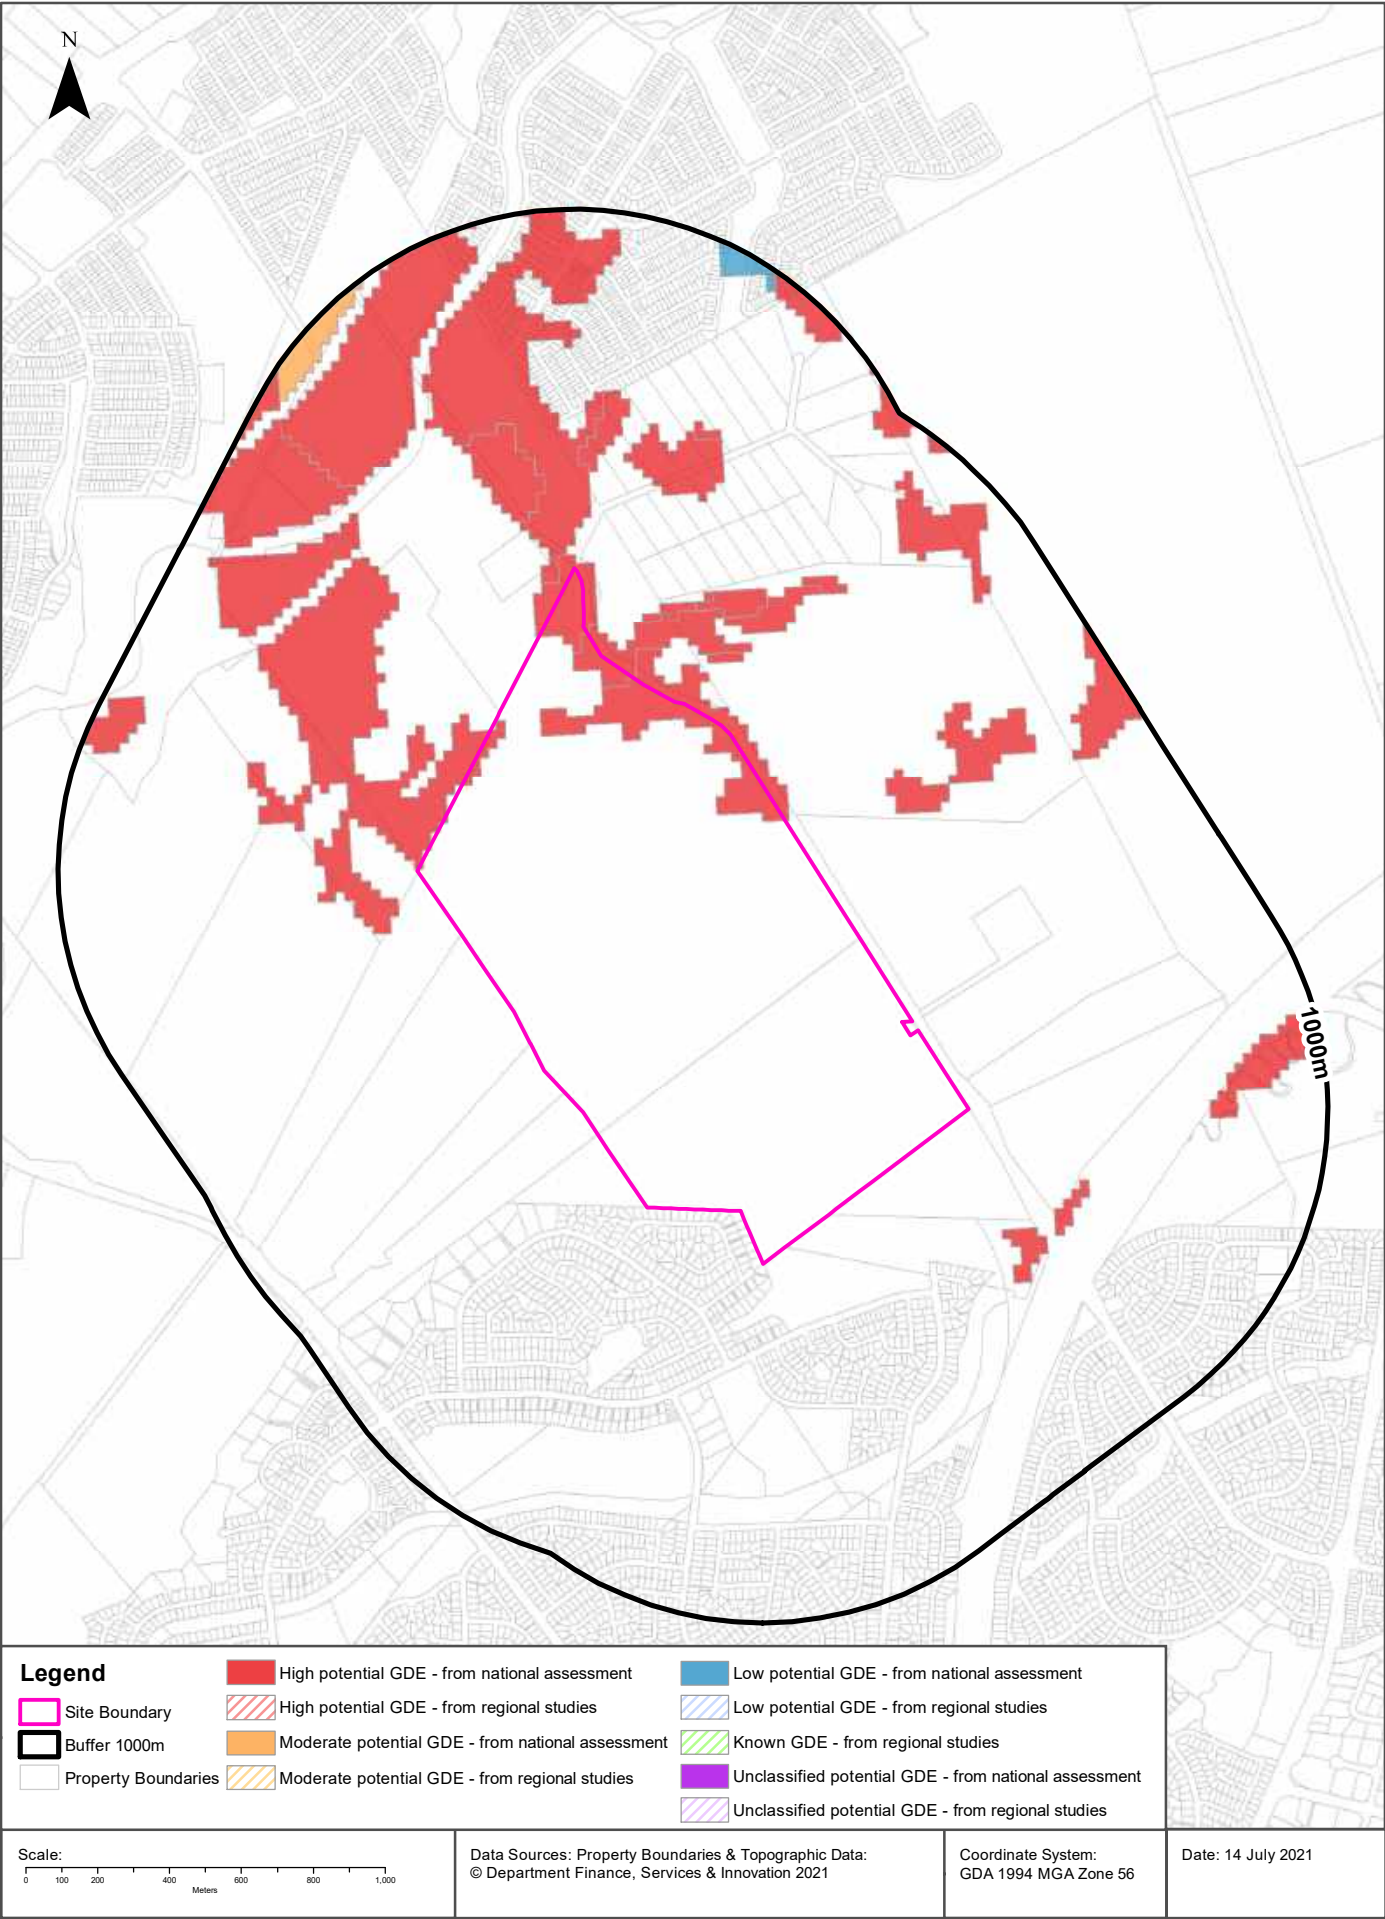 N
1000m
Legend
Site Boundary
Buffer 1000m
Property Boundaries
High potential GDE - from national assessment
High potential GDE - from regional studies
Moderate potential GDE - from national assessment
Moderate potential GDE - from regional studies
Low potential GDE - from national assessment
Low potential GDE - from regional studies
Known GDE - from regional studies
Unclassified potential GDE - from national assessment
Unclassified potential GDE - from regional studies
Scale:
0 100 200 400 600 800 1,000
Meters
Data Sources: Property Boundaries & Topographic Data:
© Department Finance, Services & Innovation 2021
Coordinate System:
GDA 1994 MGA Zone 56
Date: 14 July 2021